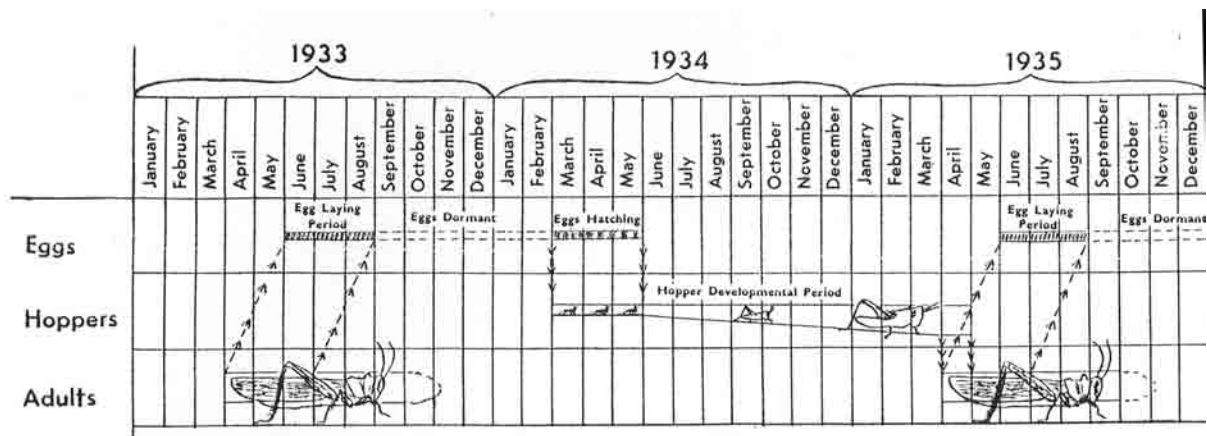 1933 1934 1935
January February March April May June July August September October November December January February March April May June July August September October November December January February March April May June July August September October November December
Egg Laying Eggs Dormant Eggs Hatching Egg Laying Eggs Dormant
Period Period
Eggs
Hopper Developmental Period
Hoppers
Adults